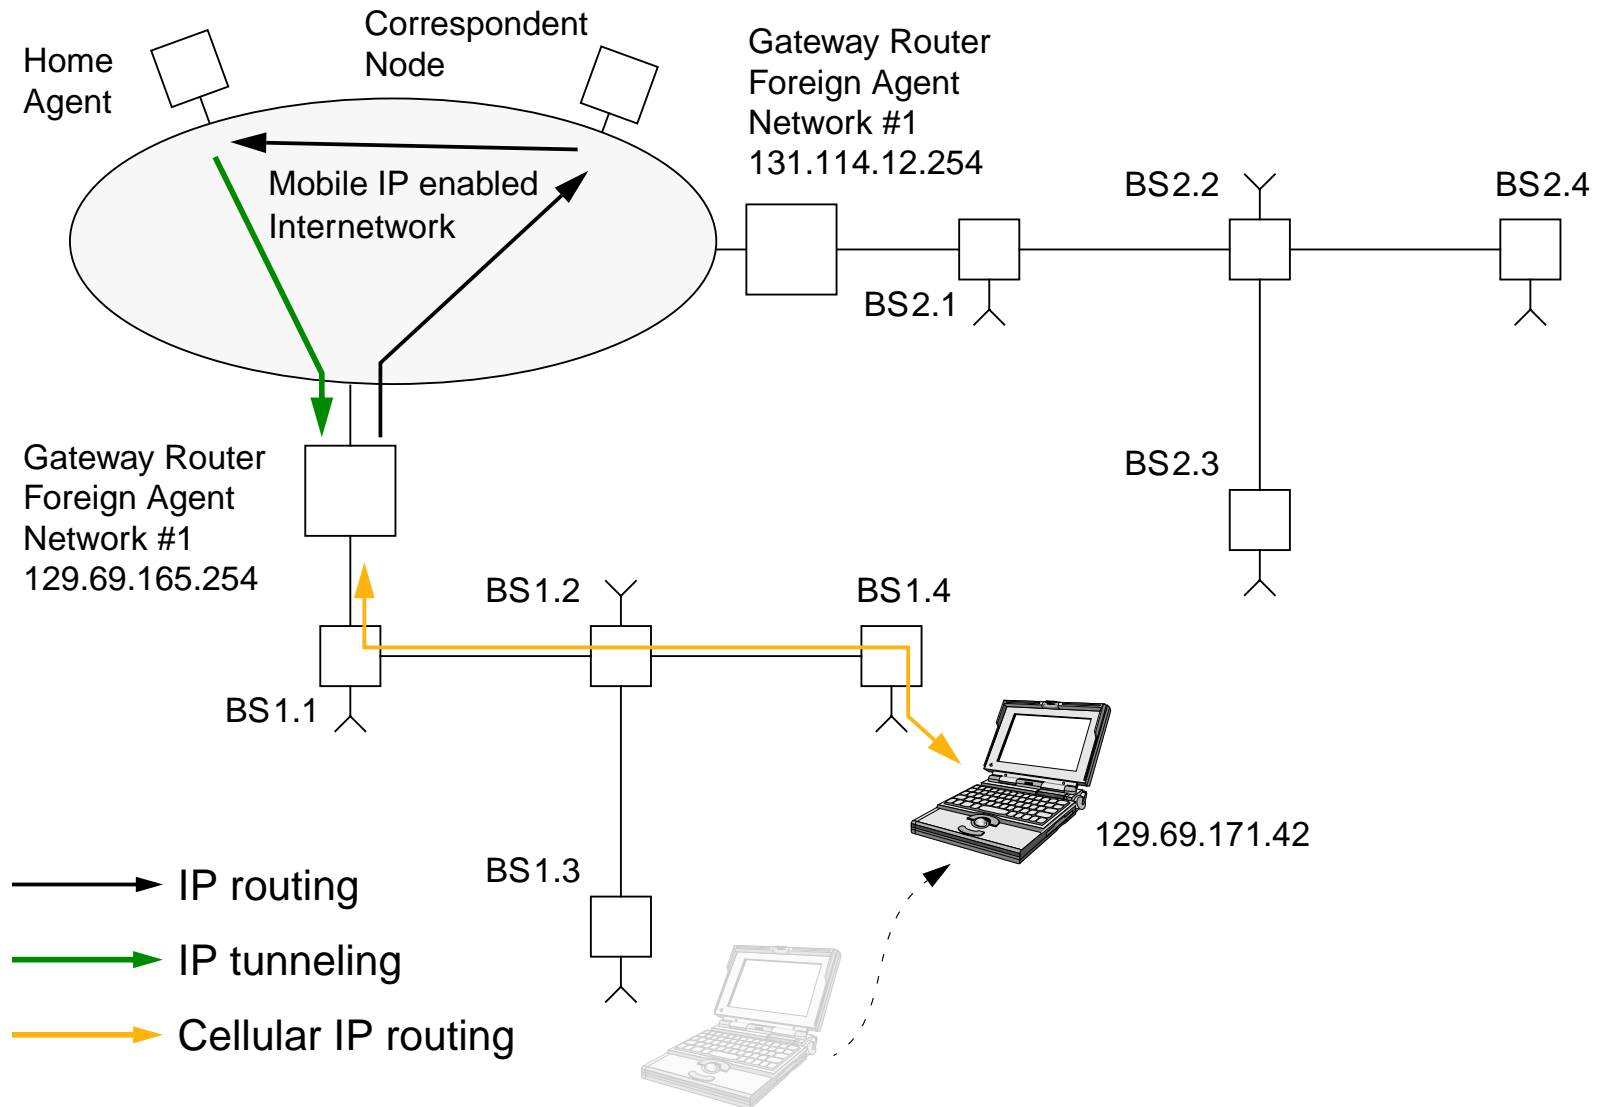 Home
Agent
Correspondent
Node
Gateway Router
Foreign Agent
Network #1
131.114.12.254
Mobile IP enabled
Internetwork
BS2.1
BS2.2
BS2.4
BS2.3
Gateway Router
Foreign Agent
Network #1
129.69.165.254
BS1.1
BS1.2
BS1.4
BS1.3
129.69.171.42
IP routing
IP tunneling
Cellular IP routing